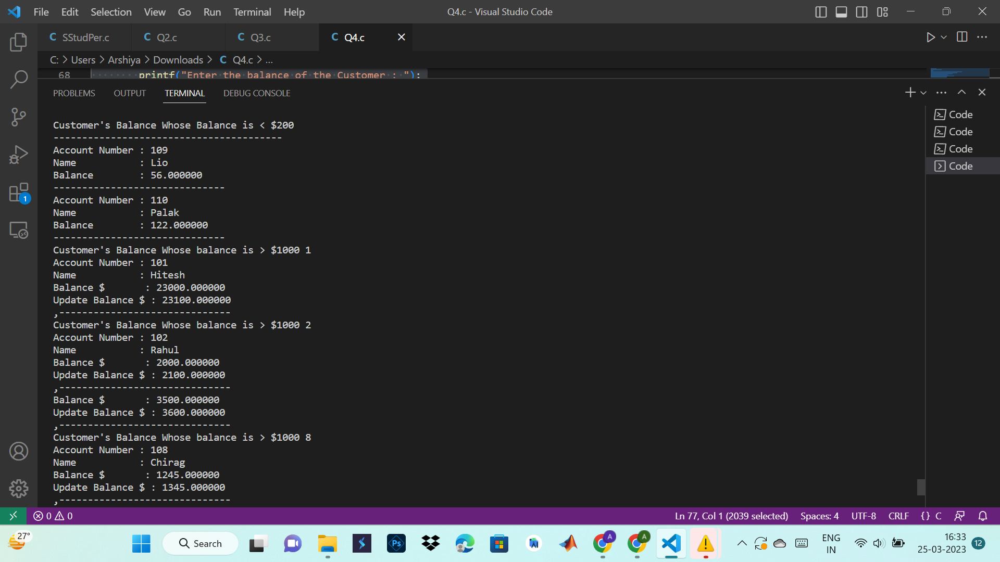 File Edit Selection View Go Run Terminal Help
Q4.c - Visual Studio Code
C SStudPer.c
C Q2.c
C Q3.c
C Q4.c
C: > Users > Arshiya > Downloads > C Q4.c > ...
68 printf("Enter the balance of the Customer : ");
PROBLEMS OUTPUT TERMINAL DEBUG CONSOLE
Customer's Balance Whose Balance is < $200
----------------------------------------
Account Number : 109
Name : Lio
Balance : 56.000000
------------------------------
Account Number : 110
Name : Palak
Balance : 122.000000
------------------------------
Customer's Balance Whose balance is > $1000 1
Account Number : 101
Name : Hitesh
Balance $ : 23000.000000
Update Balance $ : 23100.000000
,------------------------------
Customer's Balance Whose balance is > $1000 2
Account Number : 102
Name : Rahul
Balance $ : 2000.000000
Update Balance $ : 2100.000000
,------------------------------
Balance $ : 3500.000000
Update Balance $ : 3600.000000
,------------------------------
Customer's Balance Whose balance is > $1000 8
Account Number : 108
Name : Chirag
Balance $ : 1245.000000
Update Balance $ : 1345.000000
,------------------------------
Code
Code
Code
Code
1
0 0
Ln 77, Col 1 (2039 selected) Spaces: 4 UTF-8 CRLF {} C
27°
Search
Ps
A
A
ENG
IN
16:33
25-03-2023
12